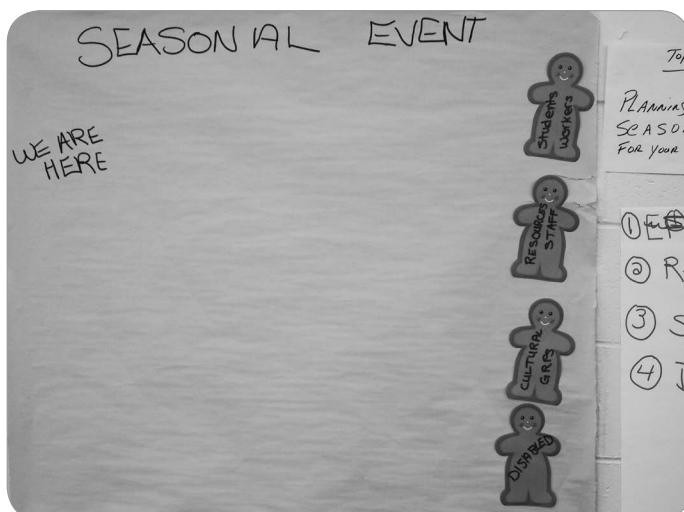 SEASONAL EVENT
WE ARE
HERE
Students
Workers
RESOURCES
STAFF
CULTURAL
GRPS
DISABLED
PLANNING
SEASO
FOR YOUR
①
② R
③ S
④